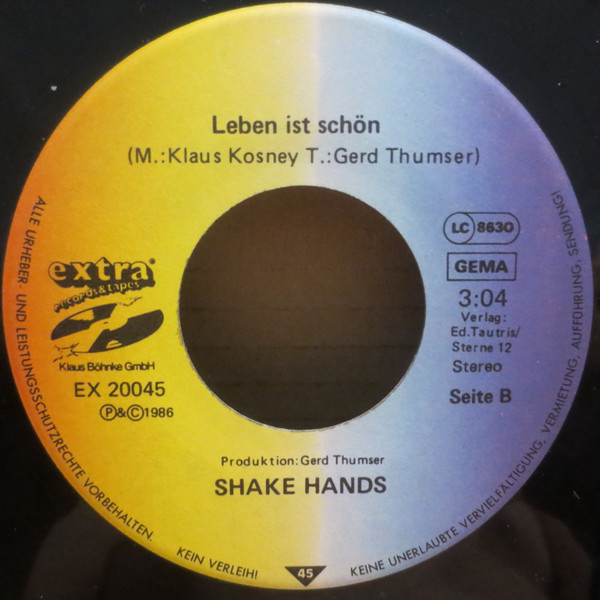 Leben ist schön
(M.:Klaus Kosney T.:Gerd Thumser)
extra
records & tapes
Klaus Böhnke GmbH
EX 20045
Ⓟ&Ⓒ1986
LC 8630
GEMA
3:04
Verlag:
Ed.Tautris/
Sterne 12
Stereo
Seite B
Produktion: Gerd Thumser
SHAKE HANDS
ALLE URHEBER- UND LEISTUNGSSCHUTZRECHTE VORBEHALTEN. KEIN VERLEIH! KEINE UNERLAUBTE VERVIELFÄLTIGUNG, VERMIETUNG, AUFFÜHRUNG, SENDUNG!
45